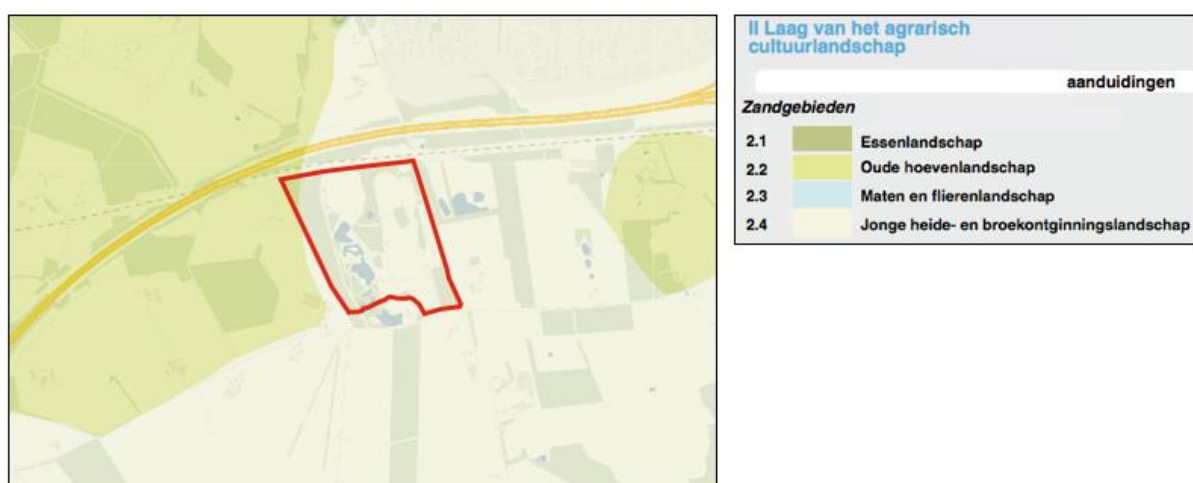 II Laag van het agrarisch
cultuurlandschap
aanduidingen
Zandgebieden
2.1 Essenlandschap
2.2 Oude hoevenlandschap
2.3 Maten en flierenlandschap
2.4 Jonge heide- en broekontginningslandschap